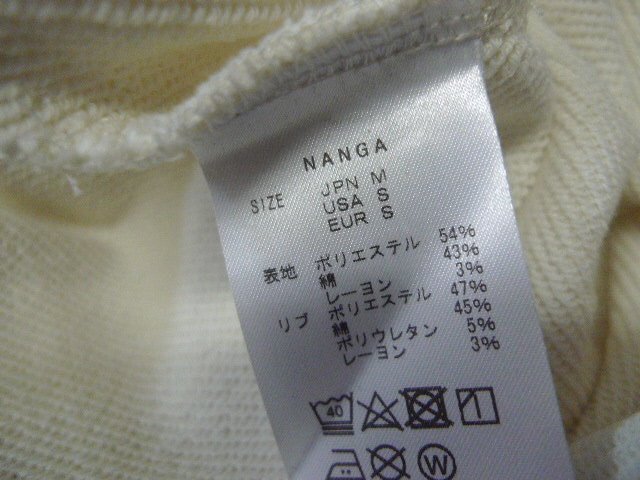 NANGA
SIZE JPN M
USA S
EUR S
表地 ポリエステル 54%
綿 43%
レーヨン 3%
リブ ポリエステル 47%
綿 45%
ポリウレタン 5%
レーヨン 3%
40
W